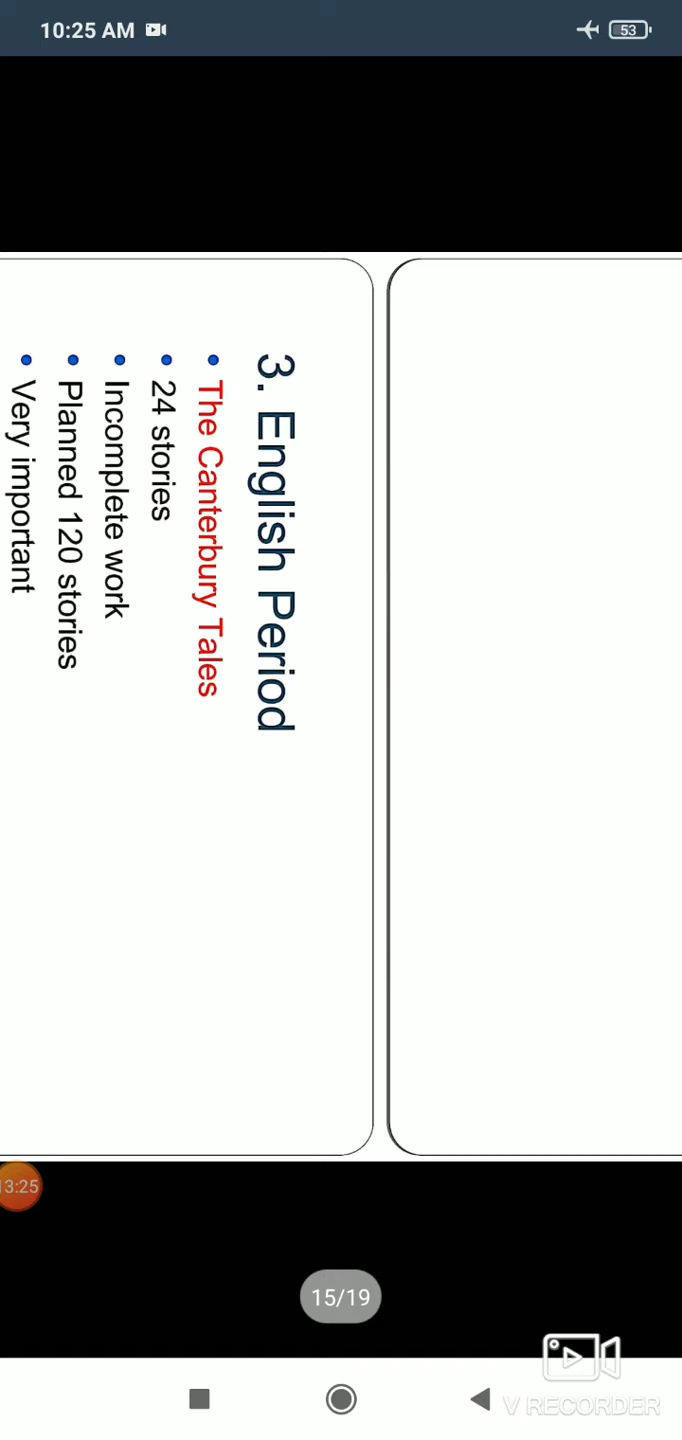 10:25 AM
53
3. English Period
• The Canterbury Tales
• 24 stories
• Incomplete work
• Planned 120 stories
• Very important
13:25
15/19
V RECORDER